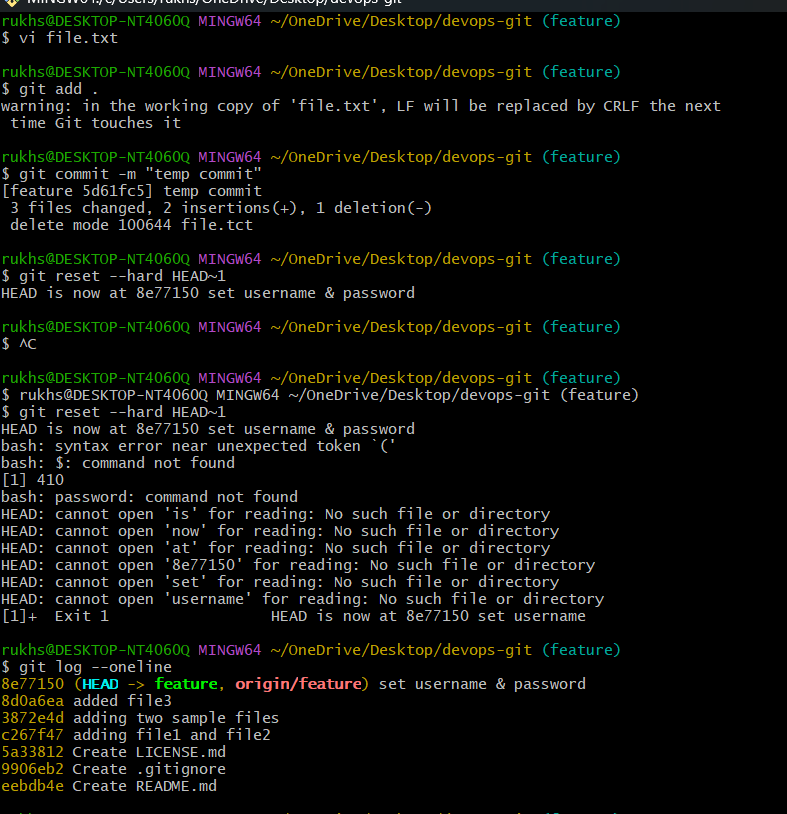 MINGW64:/c/Users/rukhs/OneDrive/Desktop/devops-git
rukhs@DESKTOP-NT4060Q MINGW64 ~/OneDrive/Desktop/devops-git (feature)
$ vi file.txt
rukhs@DESKTOP-NT4060Q MINGW64 ~/OneDrive/Desktop/devops-git (feature)
$ git add .
warning: in the working copy of 'file.txt', LF will be replaced by CRLF the next
time Git touches it
rukhs@DESKTOP-NT4060Q MINGW64 ~/OneDrive/Desktop/devops-git (feature)
$ git commit -m "temp commit"
[feature 5d61fc5] temp commit
3 files changed, 2 insertions(+), 1 deletion(-)
delete mode 100644 file.tct
rukhs@DESKTOP-NT4060Q MINGW64 ~/OneDrive/Desktop/devops-git (feature)
$ git reset --hard HEAD~1
HEAD is now at 8e77150 set username & password
rukhs@DESKTOP-NT4060Q MINGW64 ~/OneDrive/Desktop/devops-git (feature)
$ ^C
rukhs@DESKTOP-NT4060Q MINGW64 ~/OneDrive/Desktop/devops-git (feature)
$ rukhs@DESKTOP-NT4060Q MINGW64 ~/OneDrive/Desktop/devops-git (feature)
$ git reset --hard HEAD~1
HEAD is now at 8e77150 set username & password
bash: syntax error near unexpected token `('
bash: $: command not found
[1] 410
bash: password: command not found
HEAD: cannot open 'is' for reading: No such file or directory
HEAD: cannot open 'now' for reading: No such file or directory
HEAD: cannot open 'at' for reading: No such file or directory
HEAD: cannot open '8e77150' for reading: No such file or directory
HEAD: cannot open 'set' for reading: No such file or directory
HEAD: cannot open 'username' for reading: No such file or directory
[1]+  Exit 1                  HEAD is now at 8e77150 set username
rukhs@DESKTOP-NT4060Q MINGW64 ~/OneDrive/Desktop/devops-git (feature)
$ git log --oneline
8e77150 (HEAD -> feature, origin/feature) set username & password
8d0a6ea added file3
3872e4d adding two sample files
c267f47 adding file1 and file2
5a33812 Create LICENSE.md
9906eb2 Create .gitignore
eebdb4e Create README.md